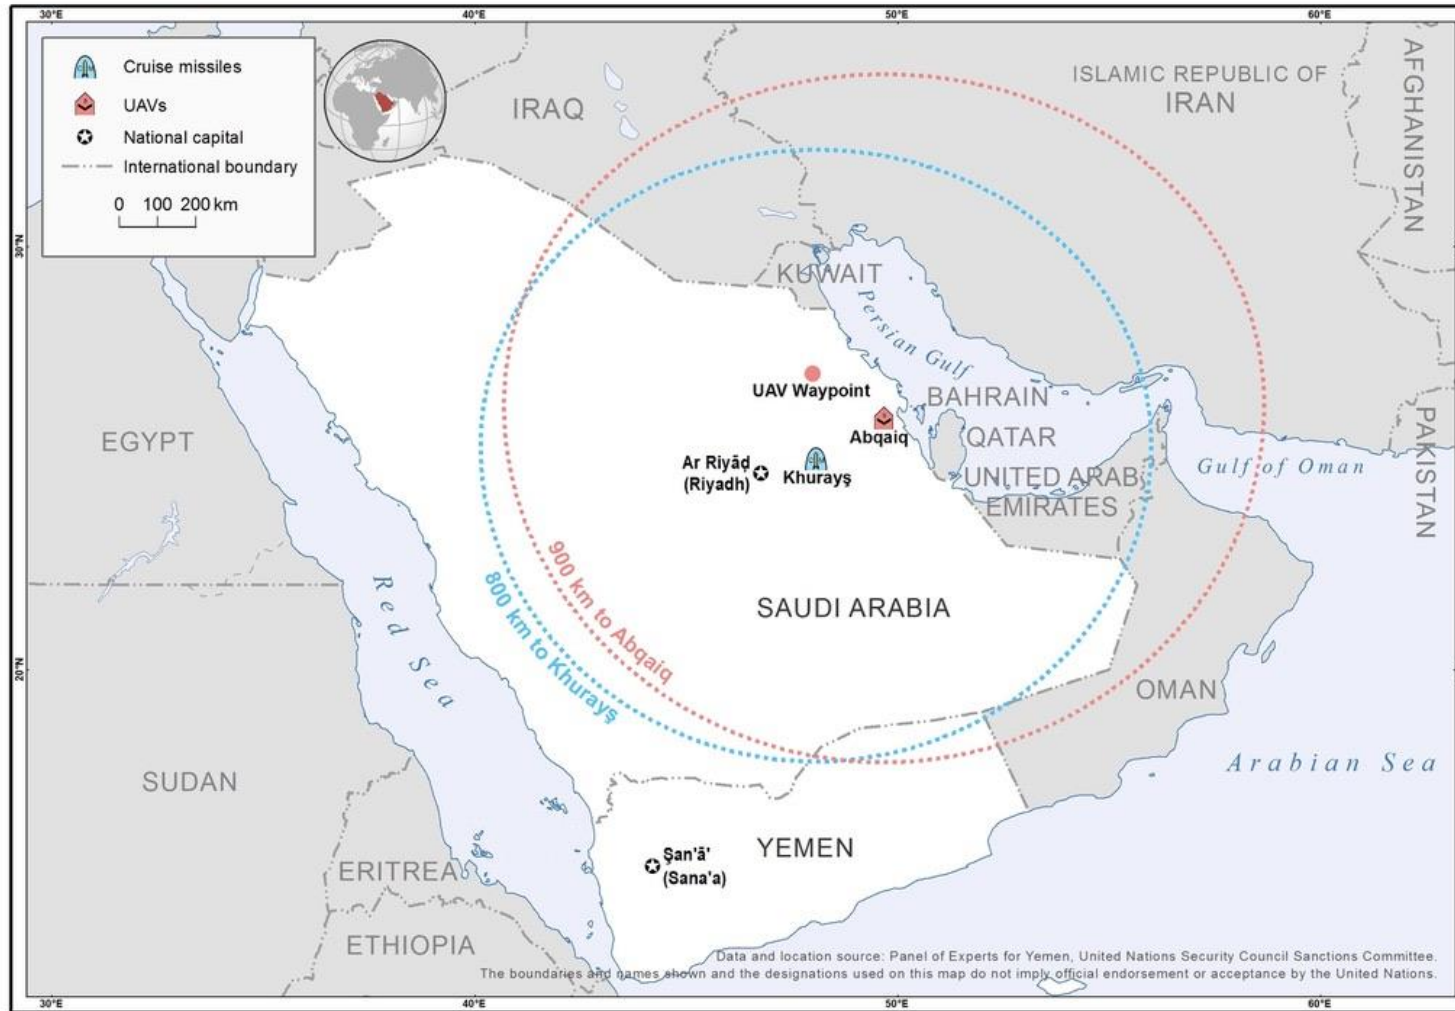 30°E
40°E
50°E
60°E
Cruise missiles
UAVs
National capital
International boundary
0 100 200 km
IRAQ
ISLAMIC REPUBLIC OF
IRAN
AFGHANISTAN
30°N
KUWAIT
Persian Gulf
UAV Waypoint
BAHRAIN
Abqaiq
QATAR
EGYPT
Ar Riyāḑ
(Riyadh)
Khurayş
UNITED ARAB
EMIRATES
Gulf of Oman
PAKISTAN
900 km to Abqaiq
800 km to Khurayş
Red Sea
SAUDI ARABIA
20°N
OMAN
SUDAN
Arabian Sea
YEMEN
Şan'ā'
(Sana'a)
ERITREA
ETHIOPIA
Data and location source: Panel of Experts for Yemen, United Nations Security Council Sanctions Committee.
The boundaries and names shown and the designations used on this map do not imply official endorsement or acceptance by the United Nations.
30°E
40°E
50°E
60°E